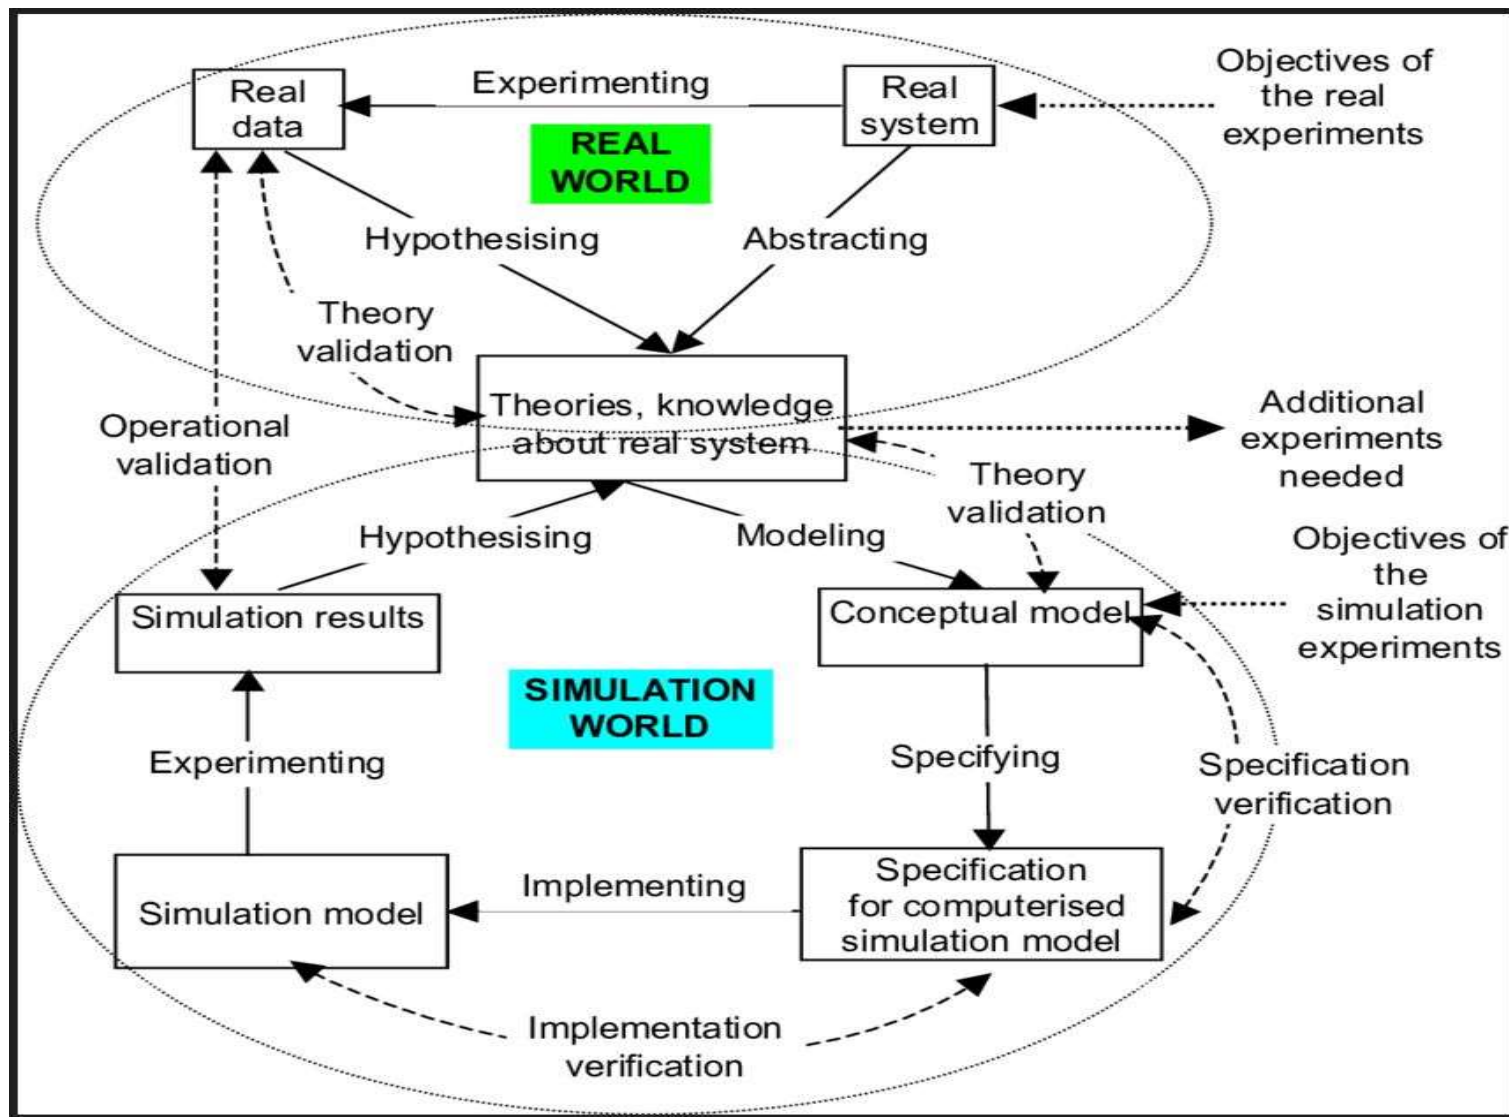 Real
data
Experimenting
Real
system
Objectives of
the real
experiments
REAL
WORLD
Hypothesising
Abstracting
Theory
validation
Operational
validation
Theories, knowledge
about real system
Additional
experiments
needed
Theory
validation
Hypothesising
Modeling
Objectives of
the
simulation
experiments
Simulation results
Conceptual model
SIMULATION
WORLD
Experimenting
Specifying
Specification
verification
Simulation model
Implementing
Specification
for computerised
simulation model
Implementation
verification